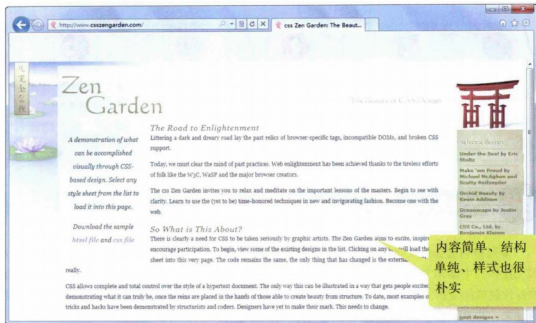 http://www.csszengarden.com/
css Zen Garden: The Beaut...
Zen
Garden
A demonstration of what
can be accomplished
visually through CSS-
based design. Select any
style sheet from the list to
load it into this page.
Download the sample
html file and css file
The Road to Enlightenment
Littering a dark and dreary road lay the past relics of browser-specific tags, incompatible DOMs, and broken CSS
support.
Today, we must clear the mind of past practices. Web enlightenment has been achieved thanks to the tireless efforts
of folk like the W3C, WaSP and the major browser creators.
The css Zen Garden invites you to relax and meditate on the important lessons of the masters. Begin to see with
clarity. Learn to use the (yet to be) time-honored techniques in new and invigorating fashion. Become one with the
web.
So What is This About?
There is clearly a need for CSS to be taken seriously by graphic artists. The Zen Garden aims to excite, inspire
encourage participation. To begin, view some of the existing designs in the list. Clicking on any will load the
sheet into this very page. The code remains the same, the only thing that has changed is the external
really.
CSS allows complete and total control over the style of a hypertext document. The only way this can be illustrated in a way that gets people excited
demonstrating what it can truly be, once the reins are placed in the hands of those able to create beauty from structure. To date, most examples
tricks and hacks have been demonstrated by structurists and coders. Designers have yet to make their mark. This needs to change.
Under the Sea! by Eric
Stoltz
Make 'em Proud by
Michael McAghon and
Scotty Reifsnyder
Orchid Beauty by
Kevin Addison
Oceanscape by Justin
Gray
CSS Co., Ltd. by
Benjamin Klemm
内容简单、结构
单纯、样式也很
朴实
next designs »